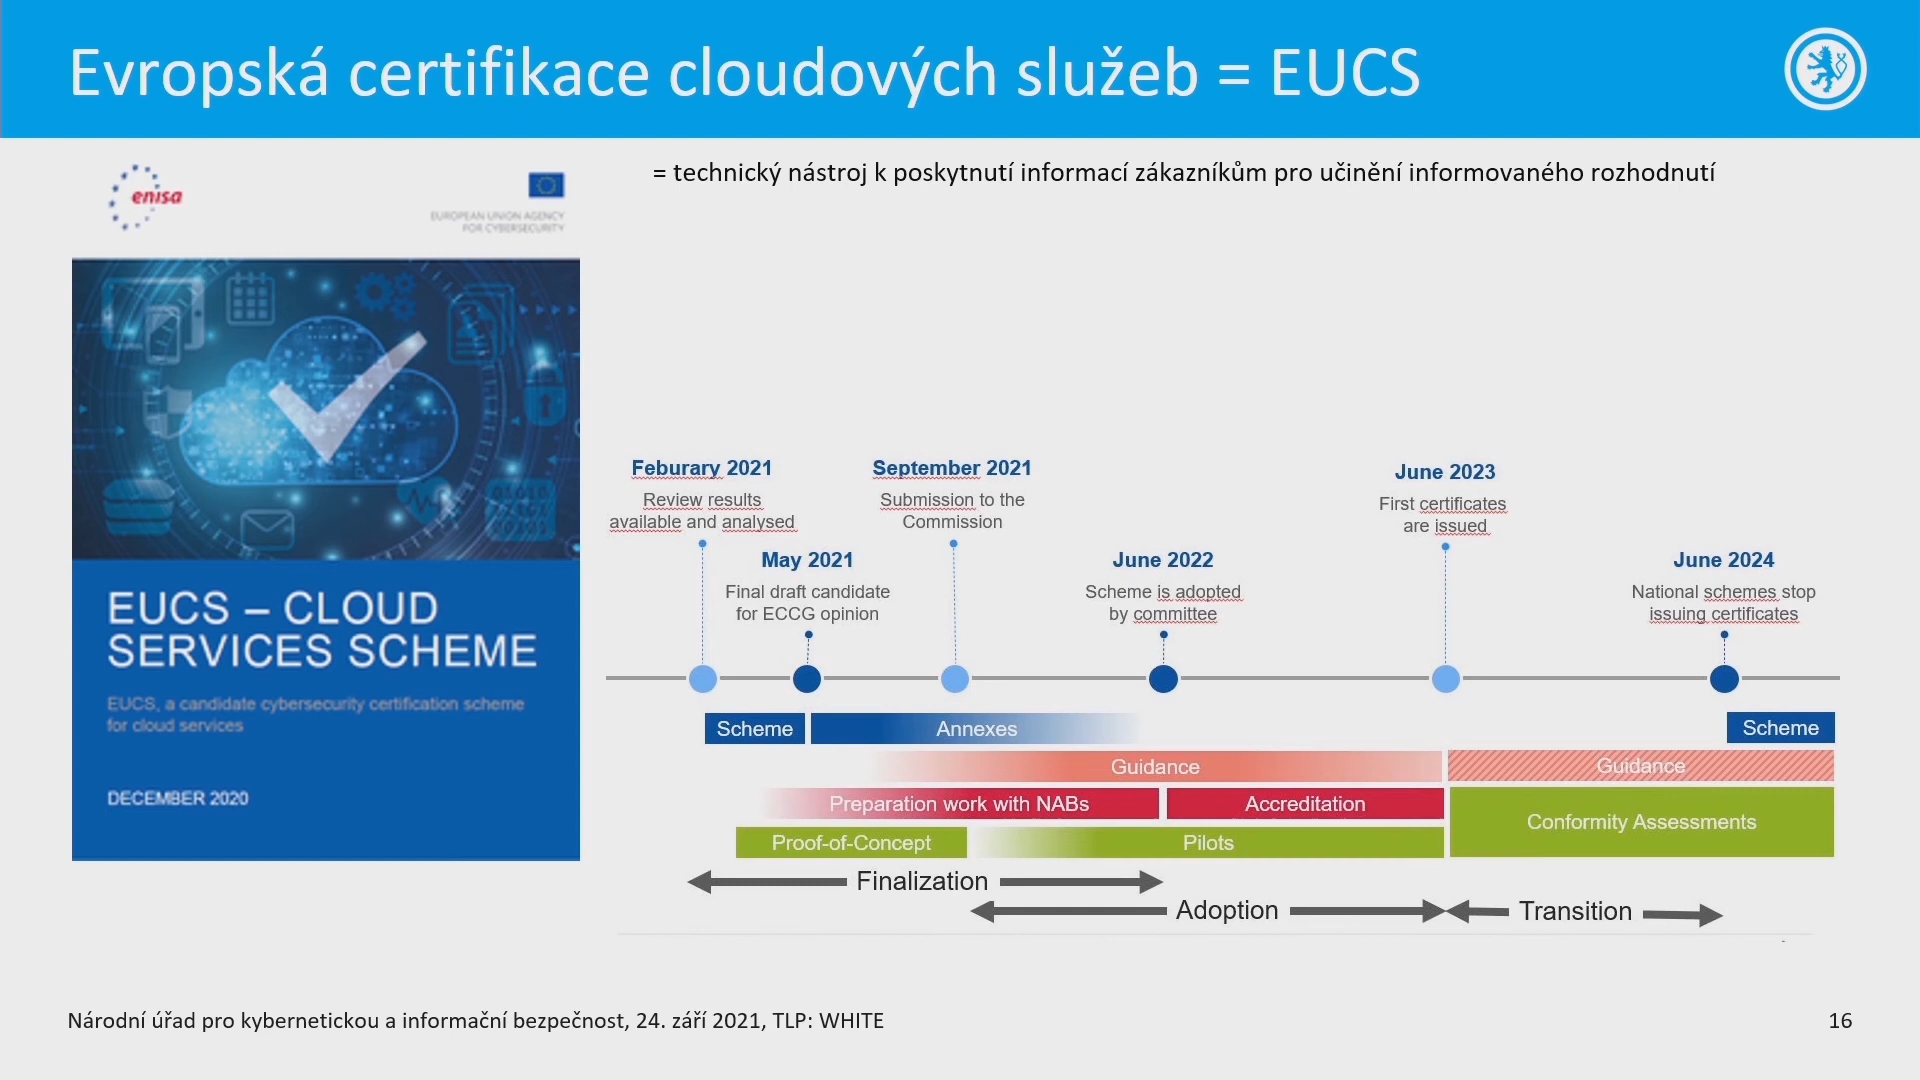 Evropská certifikace cloudových služeb = EUCS
= technický nástroj k poskytnutí informací zákazníkům pro učinění informovaného rozhodnutí
enisa
EUROPEAN UNION AGENCY
FOR CYBERSECURITY
EUCS – CLOUD
SERVICES SCHEME
EUCS, a candidate cybersecurity certification scheme
for cloud services
DECEMBER 2020
Feburary 2021
Review results
available and analysed
May 2021
Final draft candidate
for ECCG opinion
September 2021
Submission to the
Commission
June 2022
Scheme is adopted
by committee
June 2023
First certificates
are issued
June 2024
National schemes stop
issuing certificates
Scheme
Annexes
Scheme
Guidance
Guidance
Preparation work with NABs
Accreditation
Conformity Assessments
Proof-of-Concept
Pilots
Finalization
Adoption
Transition
Národní úřad pro kybernetickou a informační bezpečnost, 24. září 2021, TLP: WHITE
16